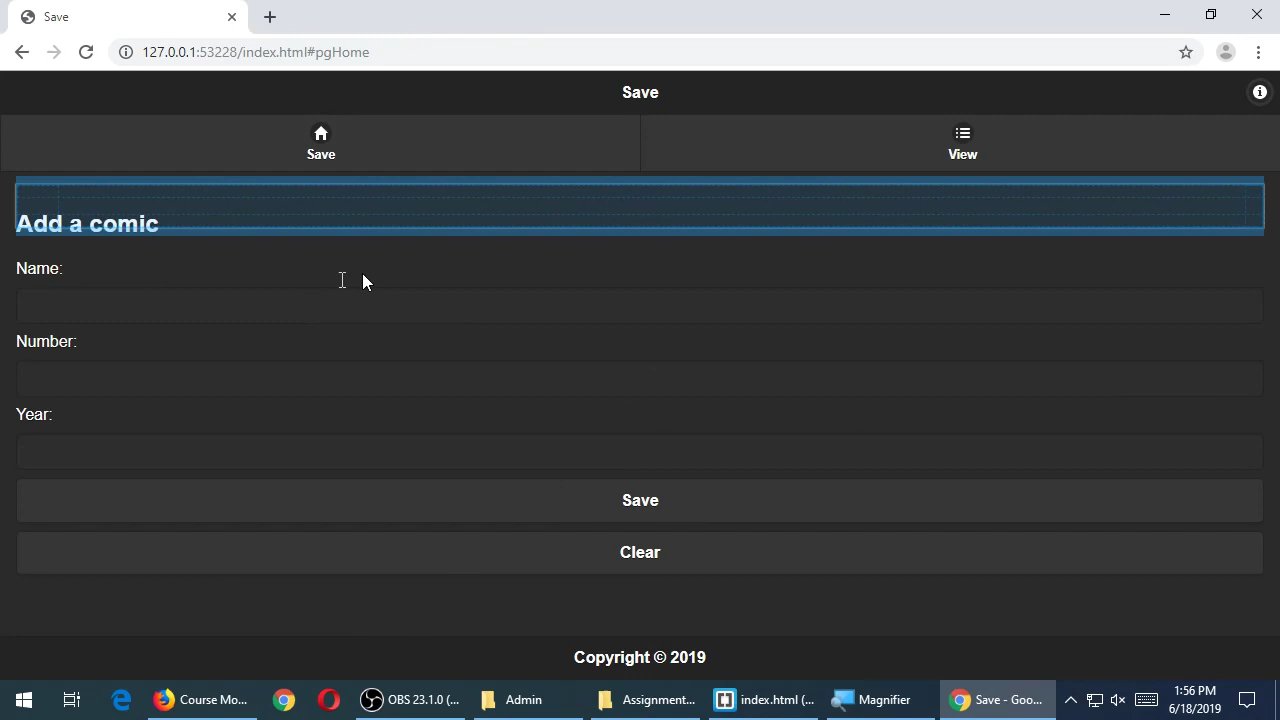 Save
127.0.0.1:53228/index.html#pgHome
Save
Save
View
Add a comic
Name:
Number:
Year:
Save
Clear
Copyright © 2019
Course Mo...
OBS 23.1.0 (...
Admin
Assignment...
index.html (...
Magnifier
Save - Goo...
1:56 PM
6/18/2019